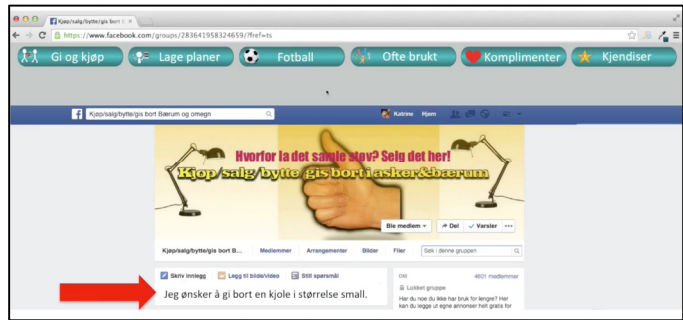 Kjøp/salg/bytte/gis bort B
https://www.facebook.com/groups/283641958324659/?fref=ts
Gi og kjøp
Lage planer
Fotball
Ofte brukt
Komplimenter
Kjendiser
Kjøp/salg/bytte/gis bort Bærum og omegn
Katrine
Hjem
Hvorfor la det samle støv? Selg det her!
Kjop/salg/bytte gis bort i asker&bærum
Bli medlem
Del
Varsler
Kjøp/salg/bytte/gis bort B...
Medlemmer
Arrangementer
Bilder
Filer
Søk i denne gruppen
Skriv innlegg
Legg til bilde/video
Still spørsmål
Jeg ønsker å gi bort en kjole i størrelse small.
OM
4601 medlemmer
Lukket gruppe
Har du noe du ikke har bruk for lengre? Her
kan du legge ut egne annonser helt gratis for